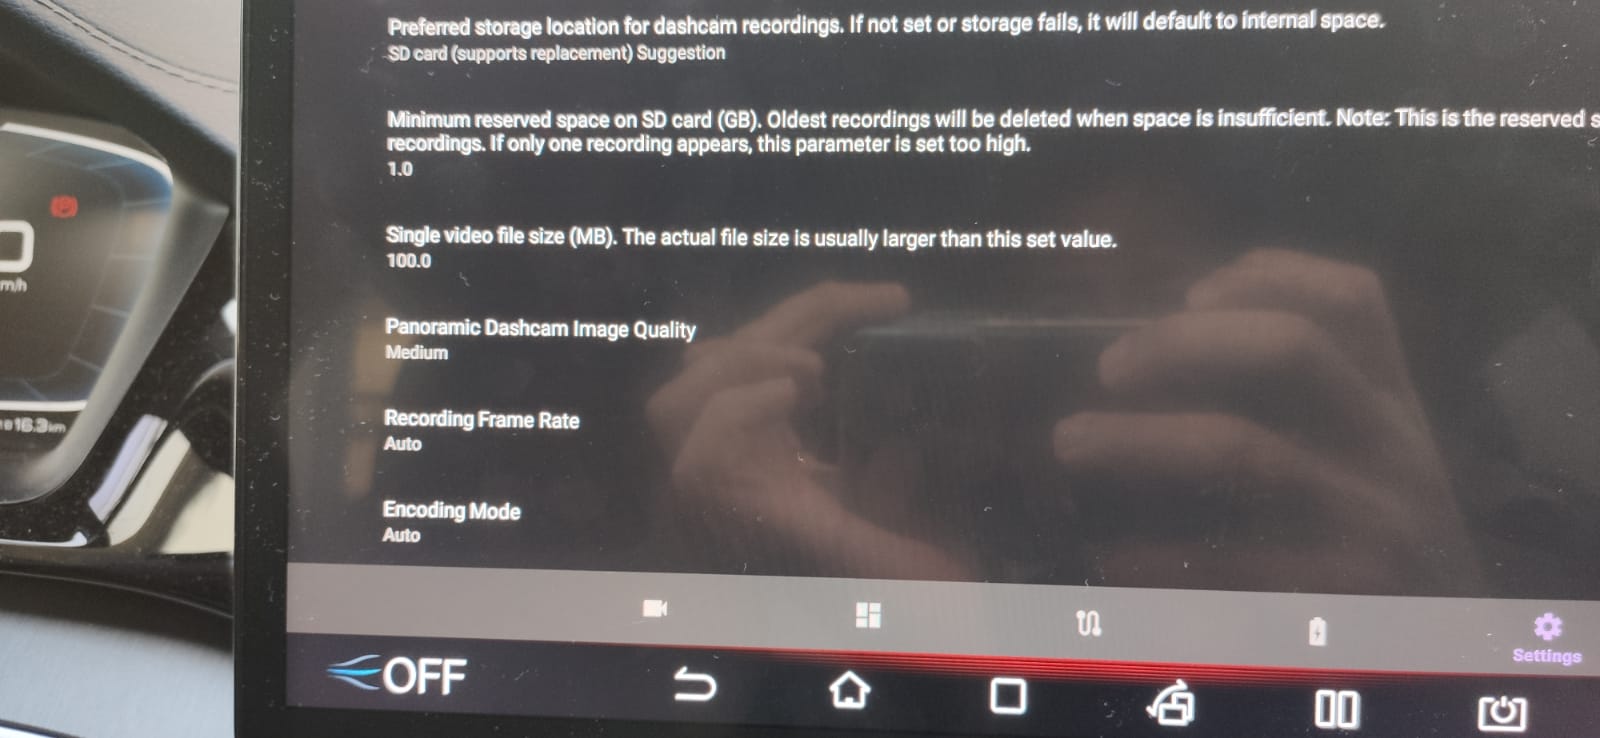 Preferred storage location for dashcam recordings. If not set or storage fails, it will default to internal space.
SD card (supports replacement) Suggestion
Minimum reserved space on SD card (GB). Oldest recordings will be deleted when space is insufficient. Note: This is the reserved s
recordings. If only one recording appears, this parameter is set too high.
1.0
Single video file size (MB). The actual file size is usually larger than this set value.
100.0
Panoramic Dashcam Image Quality
Medium
Recording Frame Rate
Auto
Encoding Mode
Auto
Settings
OFF
0
m/h
16.3km